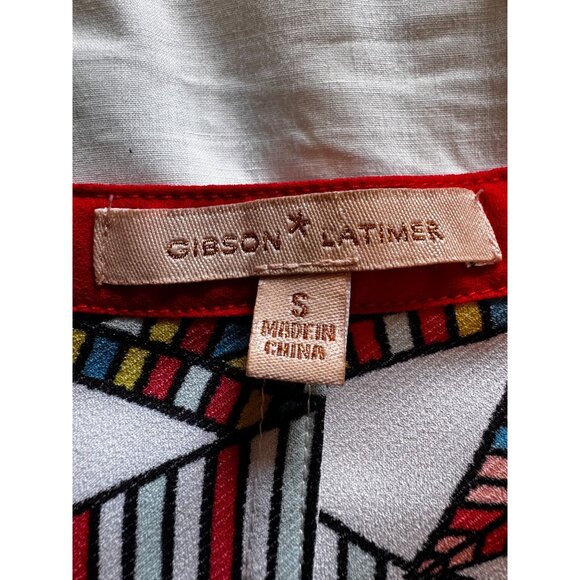 GIBSON * LATIMER
S
MADE IN
CHINA